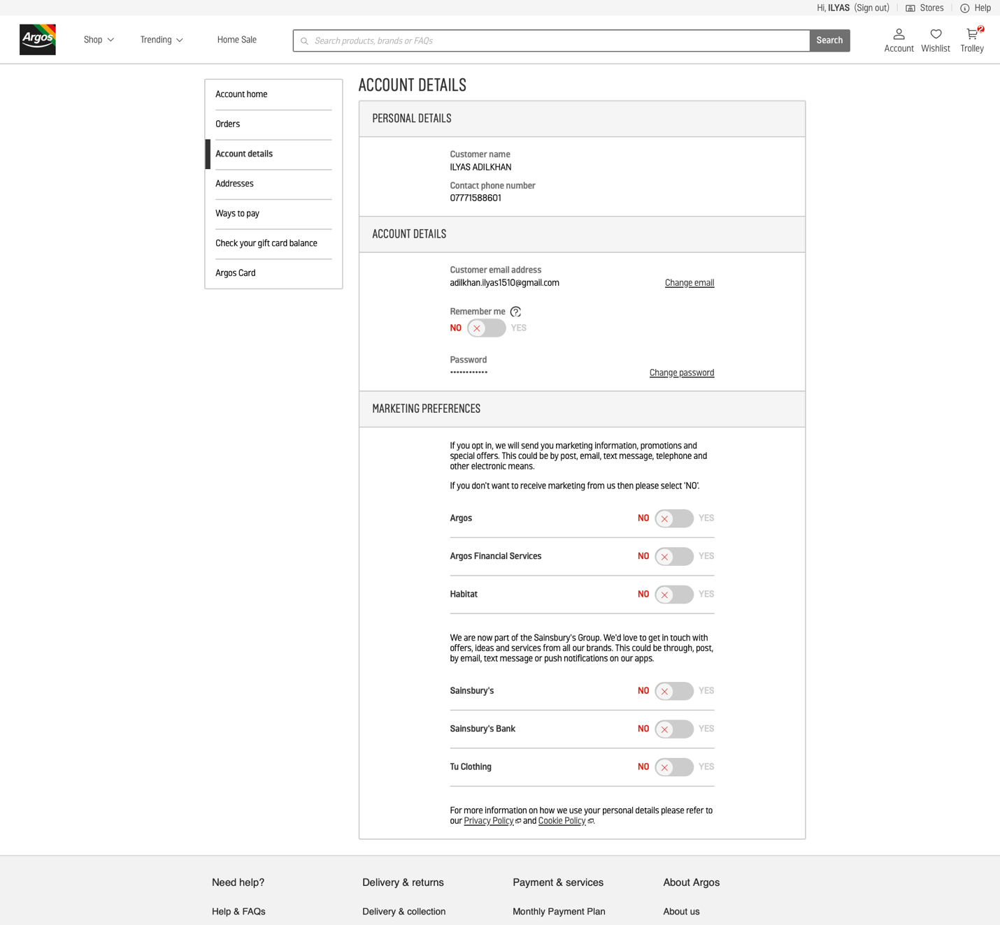 Hi, ILYAS (Sign out)
Stores
Help
Argos
Shop
Trending
Home Sale
Search products, brands or FAQs
Search
Account
Wishlist
2
Trolley
Account home
Orders
Account details
Addresses
Ways to pay
Check your gift card balance
Argos Card
ACCOUNT DETAILS
PERSONAL DETAILS
Customer name
ILYAS ADILKHAN
Contact phone number
07771588601
ACCOUNT DETAILS
Customer email address
adilkhan.ilyas1510@gmail.com
Change email
Remember me ?
NO YES
Password
************
Change password
MARKETING PREFERENCES
If you opt in, we will send you marketing information, promotions and
special offers. This could be by post, email, text message, telephone and
other electronic means.
If you don't want to receive marketing from us then please select 'NO'.
Argos NO YES
Argos Financial Services NO YES
Habitat NO YES
We are now part of the Sainsbury's Group. We'd love to get in touch with
offers, ideas and services from all our brands. This could be through, post,
by email, text message or push notifications on our apps.
Sainsbury's NO YES
Sainsbury's Bank NO YES
Tu Clothing NO YES
For more information on how we use your personal details please refer to
our Privacy Policy and Cookie Policy.
Need help?
Help & FAQs
Delivery & returns
Delivery & collection
Payment & services
Monthly Payment Plan
About Argos
About us